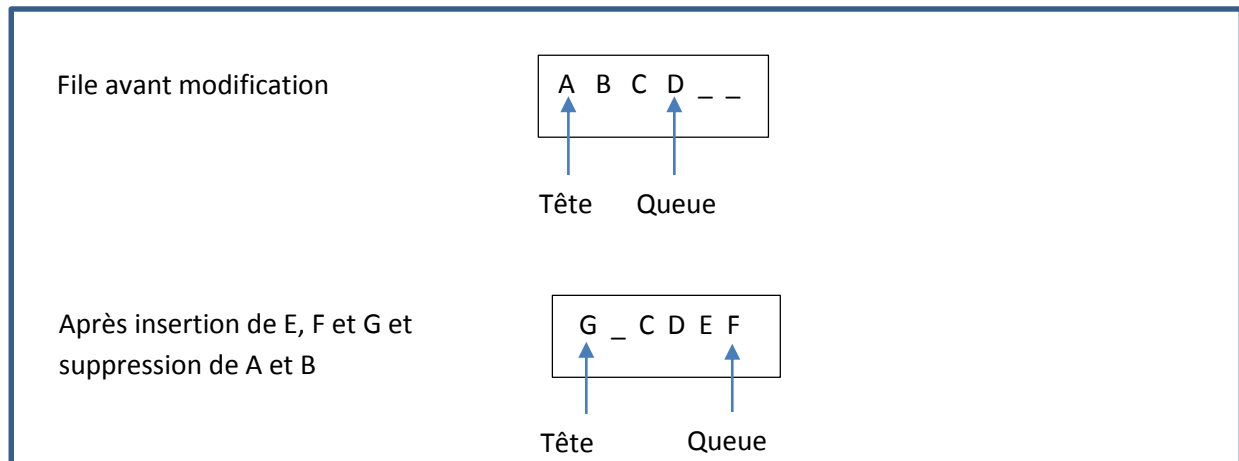 File avant modification
A B C D _ _
Tête Queue
Après insertion de E, F et G et
suppression de A et B
G _ C D E F
Tête Queue